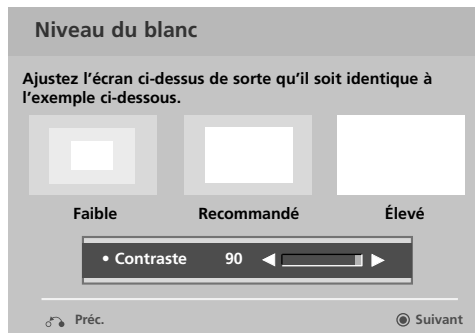 Niveau du blanc
Ajustez l'écran ci-dessus de sorte qu'il soit identique à
l'exemple ci-dessous.
Faible Recommandé Élevé
• Contraste 90
Préc. Suivant